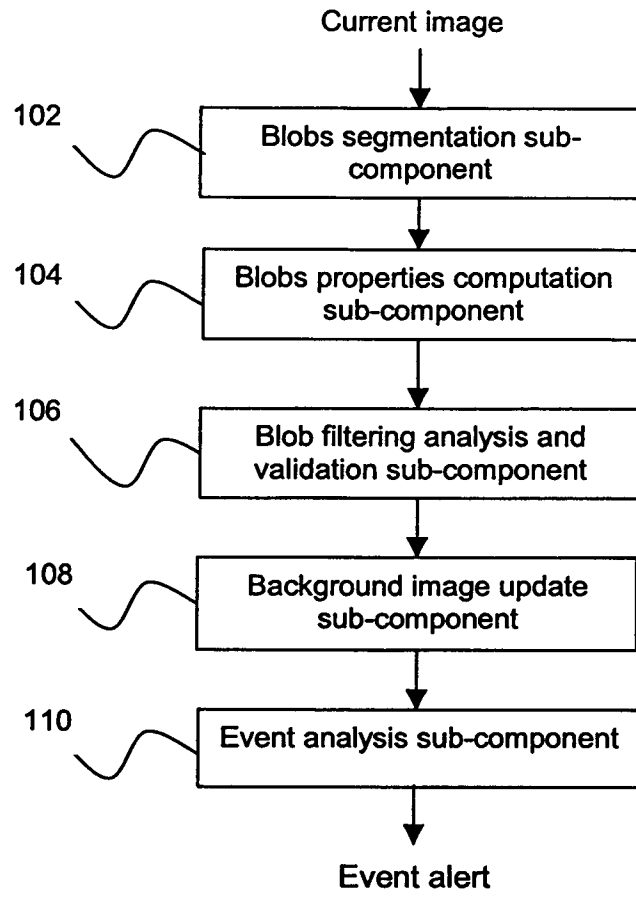 Current image
102
Blobs segmentation sub-
component
104
Blobs properties computation
sub-component
106
Blob filtering analysis and
validation sub-component
108
Background image update
sub-component
110
Event analysis sub-component
Event alert